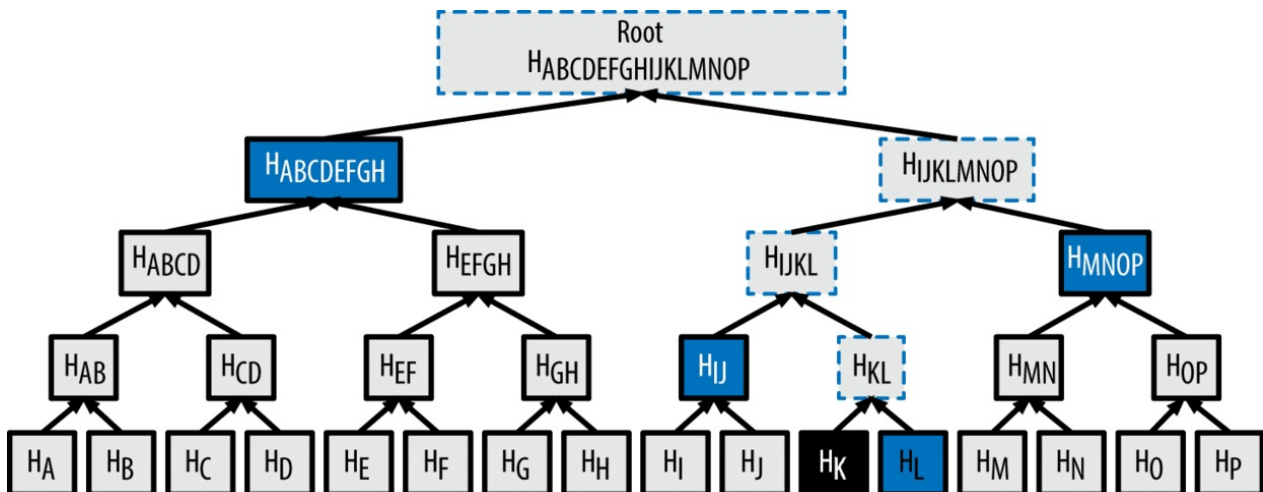 Root
HABCDEFGHIJKLMNOP
HABCDEFGH
HIJKLMNOP
HABCD
HEFGH
HIJKL
HMNOP
HAB
HCD
HEF
HGH
HIJ
HKL
HMN
HOP
HA
HB
HC
HD
HE
HF
HG
HH
HI
HJ
HK
HL
HM
HN
HO
HP